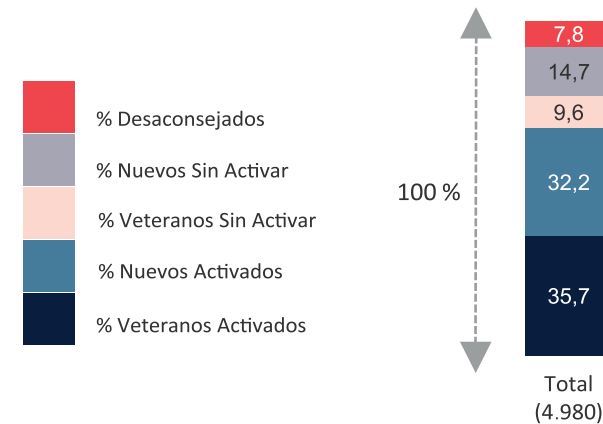 % Desaconsejados
% Nuevos Sin Activar
% Veteranos Sin Activar
% Nuevos Activados
% Veteranos Activados
100 %
7,8
14,7
9,6
32,2
35,7
Total
(4.980)